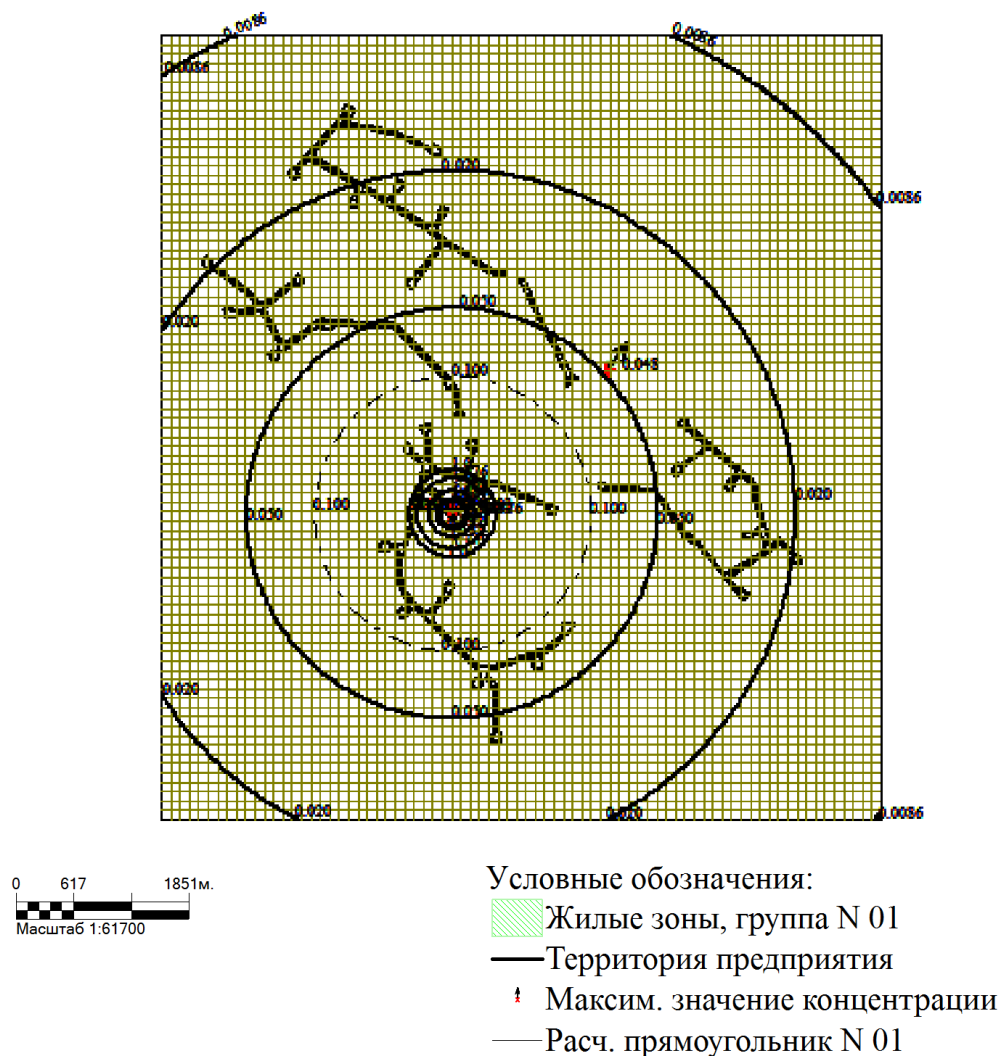 0.0086
0.0086
0.0086
0.0086
0.020
0.050
0.020
0.048
0.100
0.100
0.100
0.020
0.050
0.050
0.100
0.020
0.050
0.020
0.020
0.0086
0 617 1851м.
Масштаб 1:61700
Условные обозначения:
Жилые зоны, группа N 01
Территория предприятия
Максим. значение концентрации
Расч. прямоугольник N 01